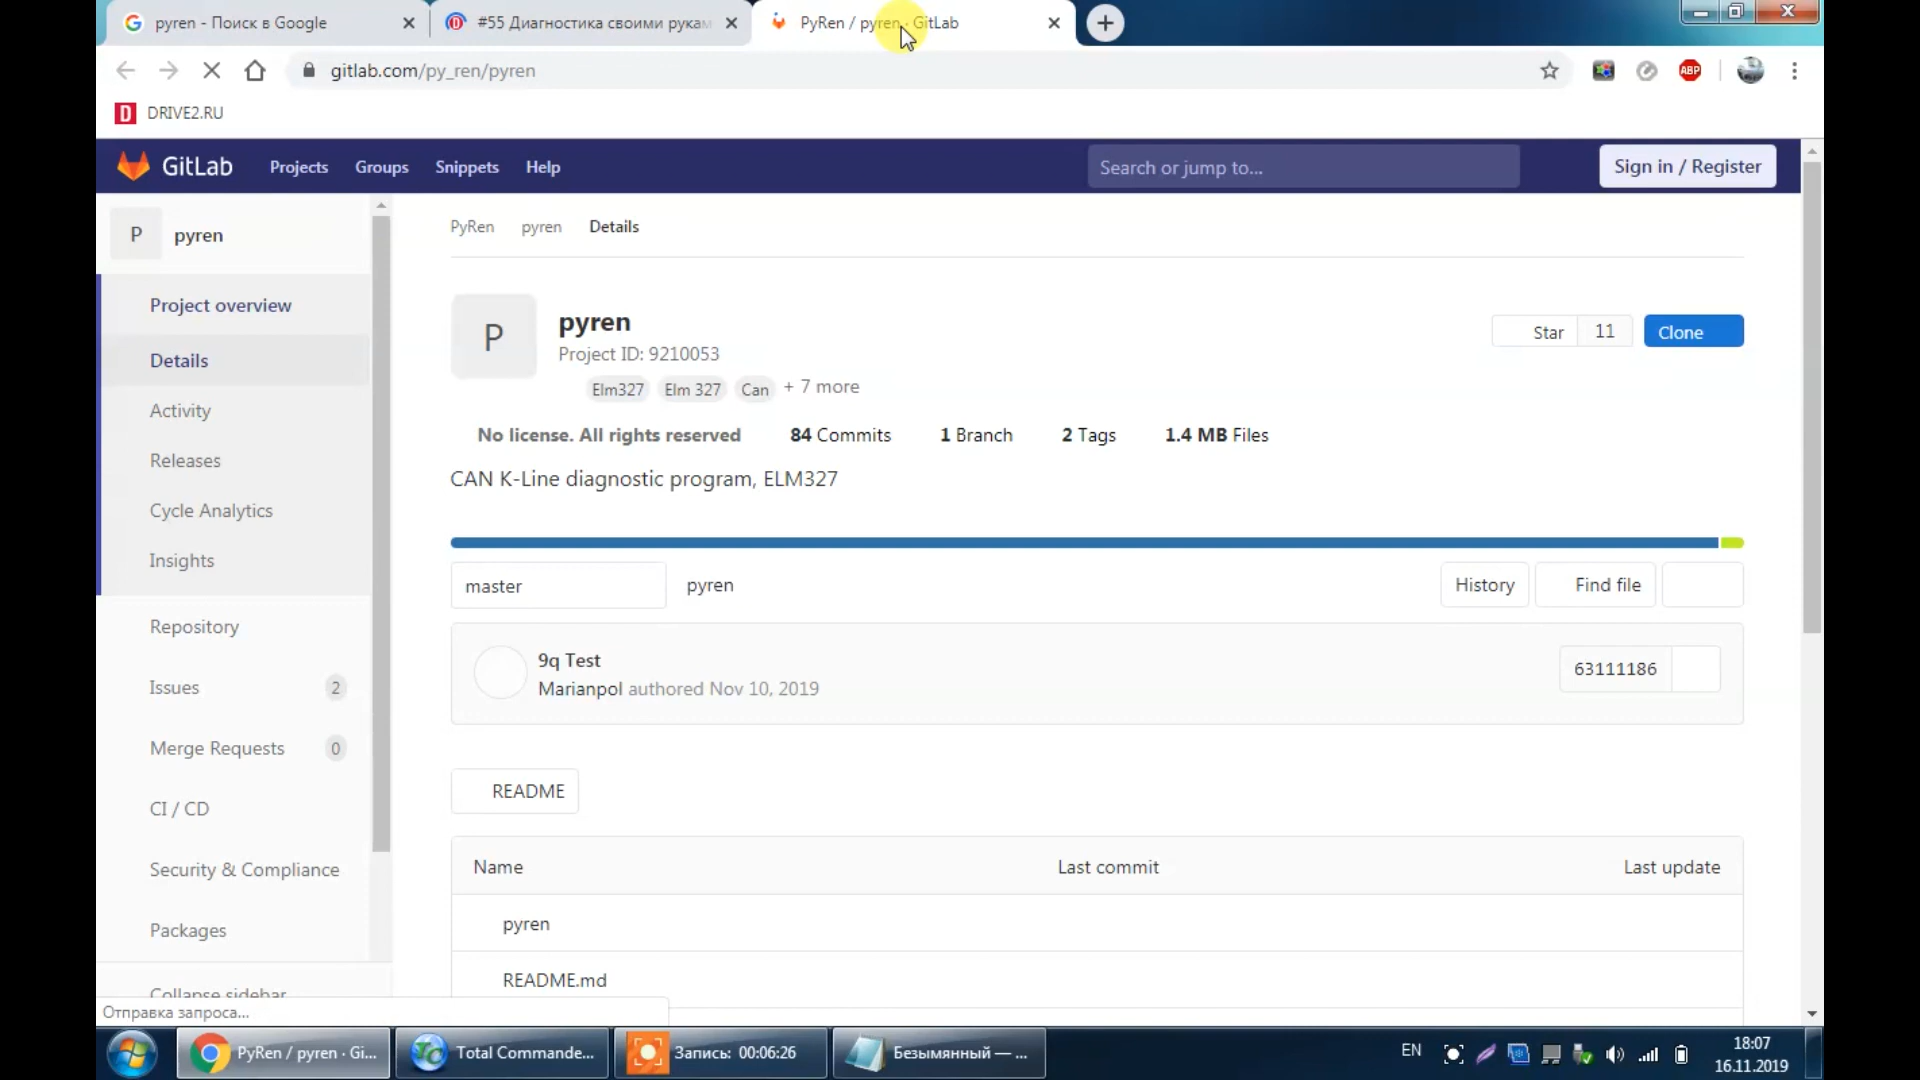 pyren - Поиск в Google
#55 Диагностика своими рукам
PyRen / pyren · GitLab
gitlab.com/py_ren/pyren
ABP
D DRIVE2.RU
GitLab
Projects
Groups
Snippets
Help
Search or jump to...
Sign in / Register
P pyren
Project overview
Details
Activity
Releases
Cycle Analytics
Insights
Repository
Issues 2
Merge Requests 0
CI / CD
Security & Compliance
Packages
Collapse sidebar
PyRen pyren Details
P
pyren
Project ID: 9210053
Elm327 Elm 327 Can + 7 more
Star 11
Clone
No license. All rights reserved 84 Commits 1 Branch 2 Tags 1.4 MB Files
CAN K-Line diagnostic program, ELM327
master
pyren
History
Find file
9q Test
Marianpol authored Nov 10, 2019
63111186
README
Name Last commit Last update
pyren
README.md
Отправка запроса...
PyRen / pyren · Gi...
Total Commande...
Запись: 00:06:26
Безымянный — ...
EN
18:07
16.11.2019